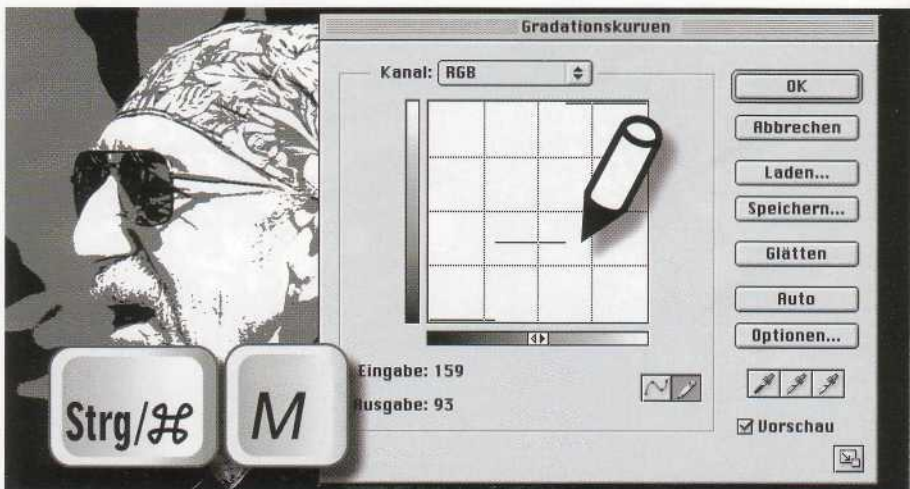 Gradationskurven
Kanal: RGB
OK
Abbrechen
Laden...
Speichern...
Glätten
Auto
Optionen...
Eingabe: 159
Ausgabe: 93
Vorschau
Strg/⌘ M